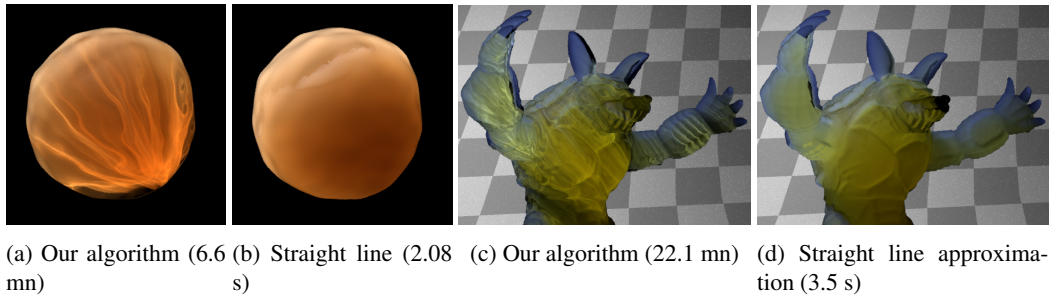 (a) Our algorithm (6.6 mn)
(b) Straight line (2.08 s)
(c) Our algorithm (22.1 mn)
(d) Straight line approxima-
tion (3.5 s)